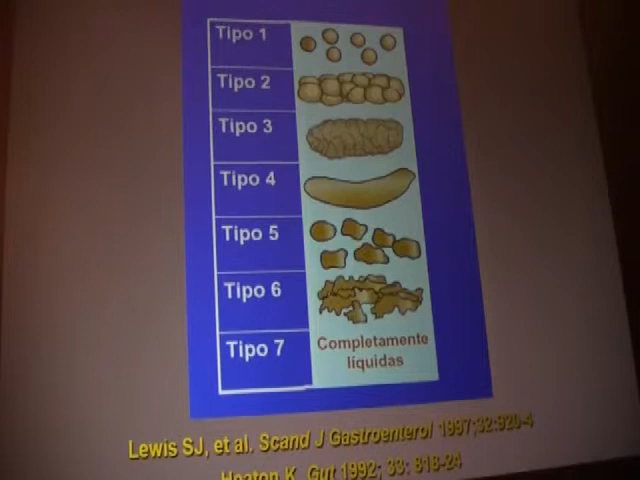 Tipo 1
Tipo 2
Tipo 3
Tipo 4
Tipo 5
Tipo 6
Tipo 7
Completamente
líquidas
Lewis SJ, et al. Scand J Gastroenterol 1997;32:920-4
Heaton K, Gut 1992; 33: 818-24